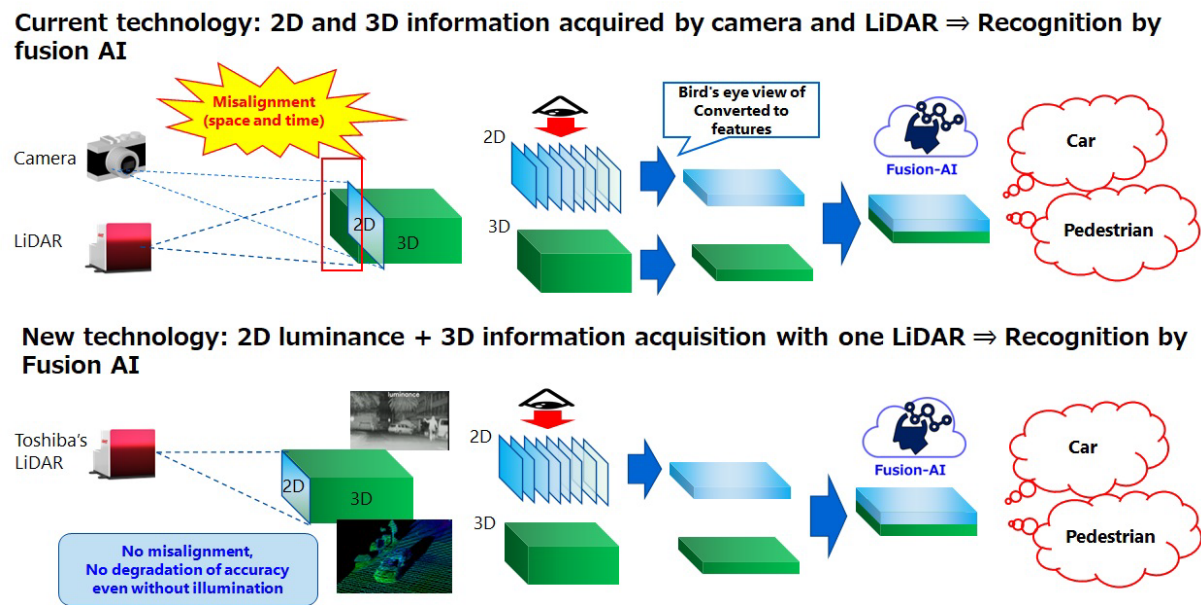 Current technology: 2D and 3D information acquired by camera and LiDAR ⇒ Recognition by
fusion AI
Misalignment
(space and time)
Camera
LiDAR
2D
3D
2D
3D
Bird's eye view of
Converted to
features
Fusion-AI
Car
Pedestrian
New technology: 2D luminance + 3D information acquisition with one LiDAR ⇒ Recognition by
Fusion AI
Toshiba's
LiDAR
luminance
2D
3D
No misalignment,
No degradation of accuracy
even without illumination
2D
3D
Fusion-AI
Car
Pedestrian